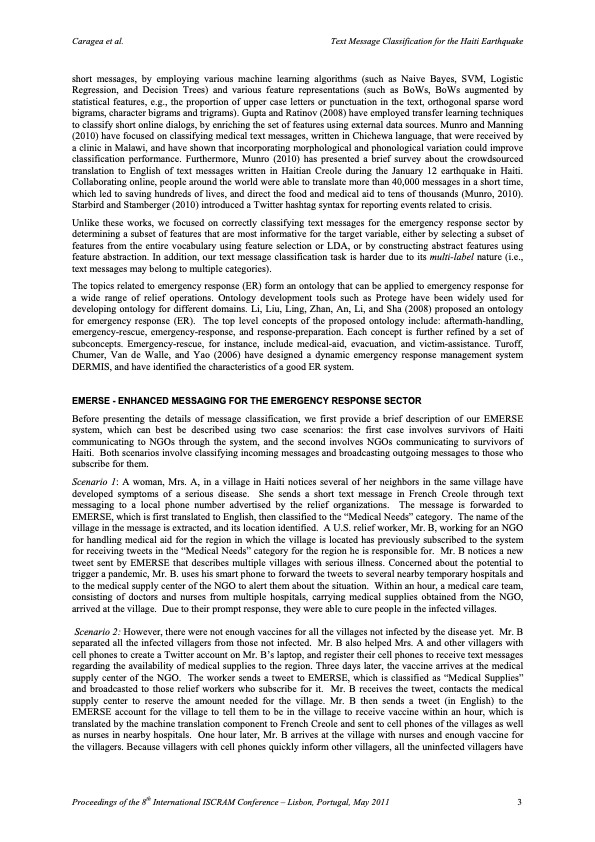 Caragea et al. Text Message Classification for the Haiti Earthquake
short messages, by employing various machine learning algorithms (such as Naive Bayes, SVM, Logistic
Regression, and Decision Trees) and various feature representations (such as BoWs, BoWs augmented by
statistical features, e.g., the proportion of upper case letters or punctuation in the text, orthogonal sparse word
bigrams, character bigrams and trigrams). Gupta and Ratinov (2008) have employed transfer learning techniques
to classify short online dialogs, by enriching the set of features using external data sources. Munro and Manning
(2010) have focused on classifying medical text messages, written in Chichewa language, that were received by
a clinic in Malawi, and have shown that incorporating morphological and phonological variation could improve
classification performance. Furthermore, Munro (2010) has presented a brief survey about the crowdsourced
translation to English of text messages written in Haitian Creole during the January 12 earthquake in Haiti.
Collaborating online, people around the world were able to translate more than 40,000 messages in a short time,
which led to saving hundreds of lives, and direct the food and medical aid to tens of thousands (Munro, 2010).
Starbird and Stamberger (2010) introduced a Twitter hashtag syntax for reporting events related to crisis.
Unlike these works, we focused on correctly classifying text messages for the emergency response sector by
determining a subset of features that are most informative for the target variable, either by selecting a subset of
features from the entire vocabulary using feature selection or LDA, or by constructing abstract features using
feature abstraction. In addition, our text message classification task is harder due to its multi-label nature (i.e.,
text messages may belong to multiple categories).
The topics related to emergency response (ER) form an ontology that can be applied to emergency response for
a wide range of relief operations. Ontology development tools such as Protege have been widely used for
developing ontology for different domains. Li, Liu, Ling, Zhan, An, Li, and Sha (2008) proposed an ontology
for emergency response (ER). The top level concepts of the proposed ontology include: aftermath-handling,
emergency-rescue, emergency-response, and response-preparation. Each concept is further refined by a set of
subconcepts. Emergency-rescue, for instance, include medical-aid, evacuation, and victim-assistance. Turoff,
Chumer, Van de Walle, and Yao (2006) have designed a dynamic emergency response management system
DERMIS, and have identified the characteristics of a good ER system.
EMERSE - ENHANCED MESSAGING FOR THE EMERGENCY RESPONSE SECTOR
Before presenting the details of message classification, we first provide a brief description of our EMERSE
system, which can best be described using two case scenarios: the first case involves survivors of Haiti
communicating to NGOs through the system, and the second involves NGOs communicating to survivors of
Haiti. Both scenarios involve classifying incoming messages and broadcasting outgoing messages to those who
subscribe for them.
Scenario 1: A woman, Mrs. A, in a village in Haiti notices several of her neighbors in the same village have
developed symptoms of a serious disease. She sends a short text message in French Creole through text
messaging to a local phone number advertised by the relief organizations. The message is forwarded to
EMERSE, which is first translated to English, then classified to the “Medical Needs” category. The name of the
village in the message is extracted, and its location identified. A U.S. relief worker, Mr. B, working for an NGO
for handling medical aid for the region in which the village is located has previously subscribed to the system
for receiving tweets in the “Medical Needs” category for the region he is responsible for. Mr. B notices a new
tweet sent by EMERSE that describes multiple villages with serious illness. Concerned about the potential to
trigger a pandemic, Mr. B. uses his smart phone to forward the tweets to several nearby temporary hospitals and
to the medical supply center of the NGO to alert them about the situation. Within an hour, a medical care team,
consisting of doctors and nurses from multiple hospitals, carrying medical supplies obtained from the NGO,
arrived at the village. Due to their prompt response, they were able to cure people in the infected villages.
Scenario 2: However, there were not enough vaccines for all the villages not infected by the disease yet. Mr. B
separated all the infected villagers from those not infected. Mr. B also helped Mrs. A and other villagers with
cell phones to create a Twitter account on Mr. B’s laptop, and register their cell phones to receive text messages
regarding the availability of medical supplies to the region. Three days later, the vaccine arrives at the medical
supply center of the NGO. The worker sends a tweet to EMERSE, which is classified as “Medical Supplies”
and broadcasted to those relief workers who subscribe for it. Mr. B receives the tweet, contacts the medical
supply center to reserve the amount needed for the village. Mr. B then sends a tweet (in English) to the
EMERSE account for the village to tell them to be in the village to receive vaccine within an hour, which is
translated by the machine translation component to French Creole and sent to cell phones of the villages as well
as nurses in nearby hospitals. One hour later, Mr. B arrives at the village with nurses and enough vaccine for
the villagers. Because villagers with cell phones quickly inform other villagers, all the uninfected villagers have
Proceedings of the 8th International ISCRAM Conference – Lisbon, Portugal, May 2011 3